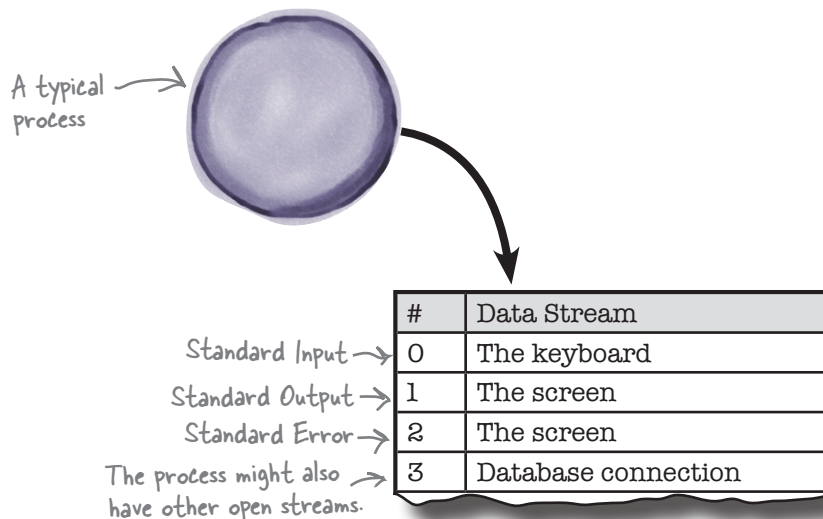 A typical
process
# Data Stream
Standard Input 0 The keyboard
Standard Output 1 The screen
Standard Error 2 The screen
The process might also 3 Database connection
have other open streams.